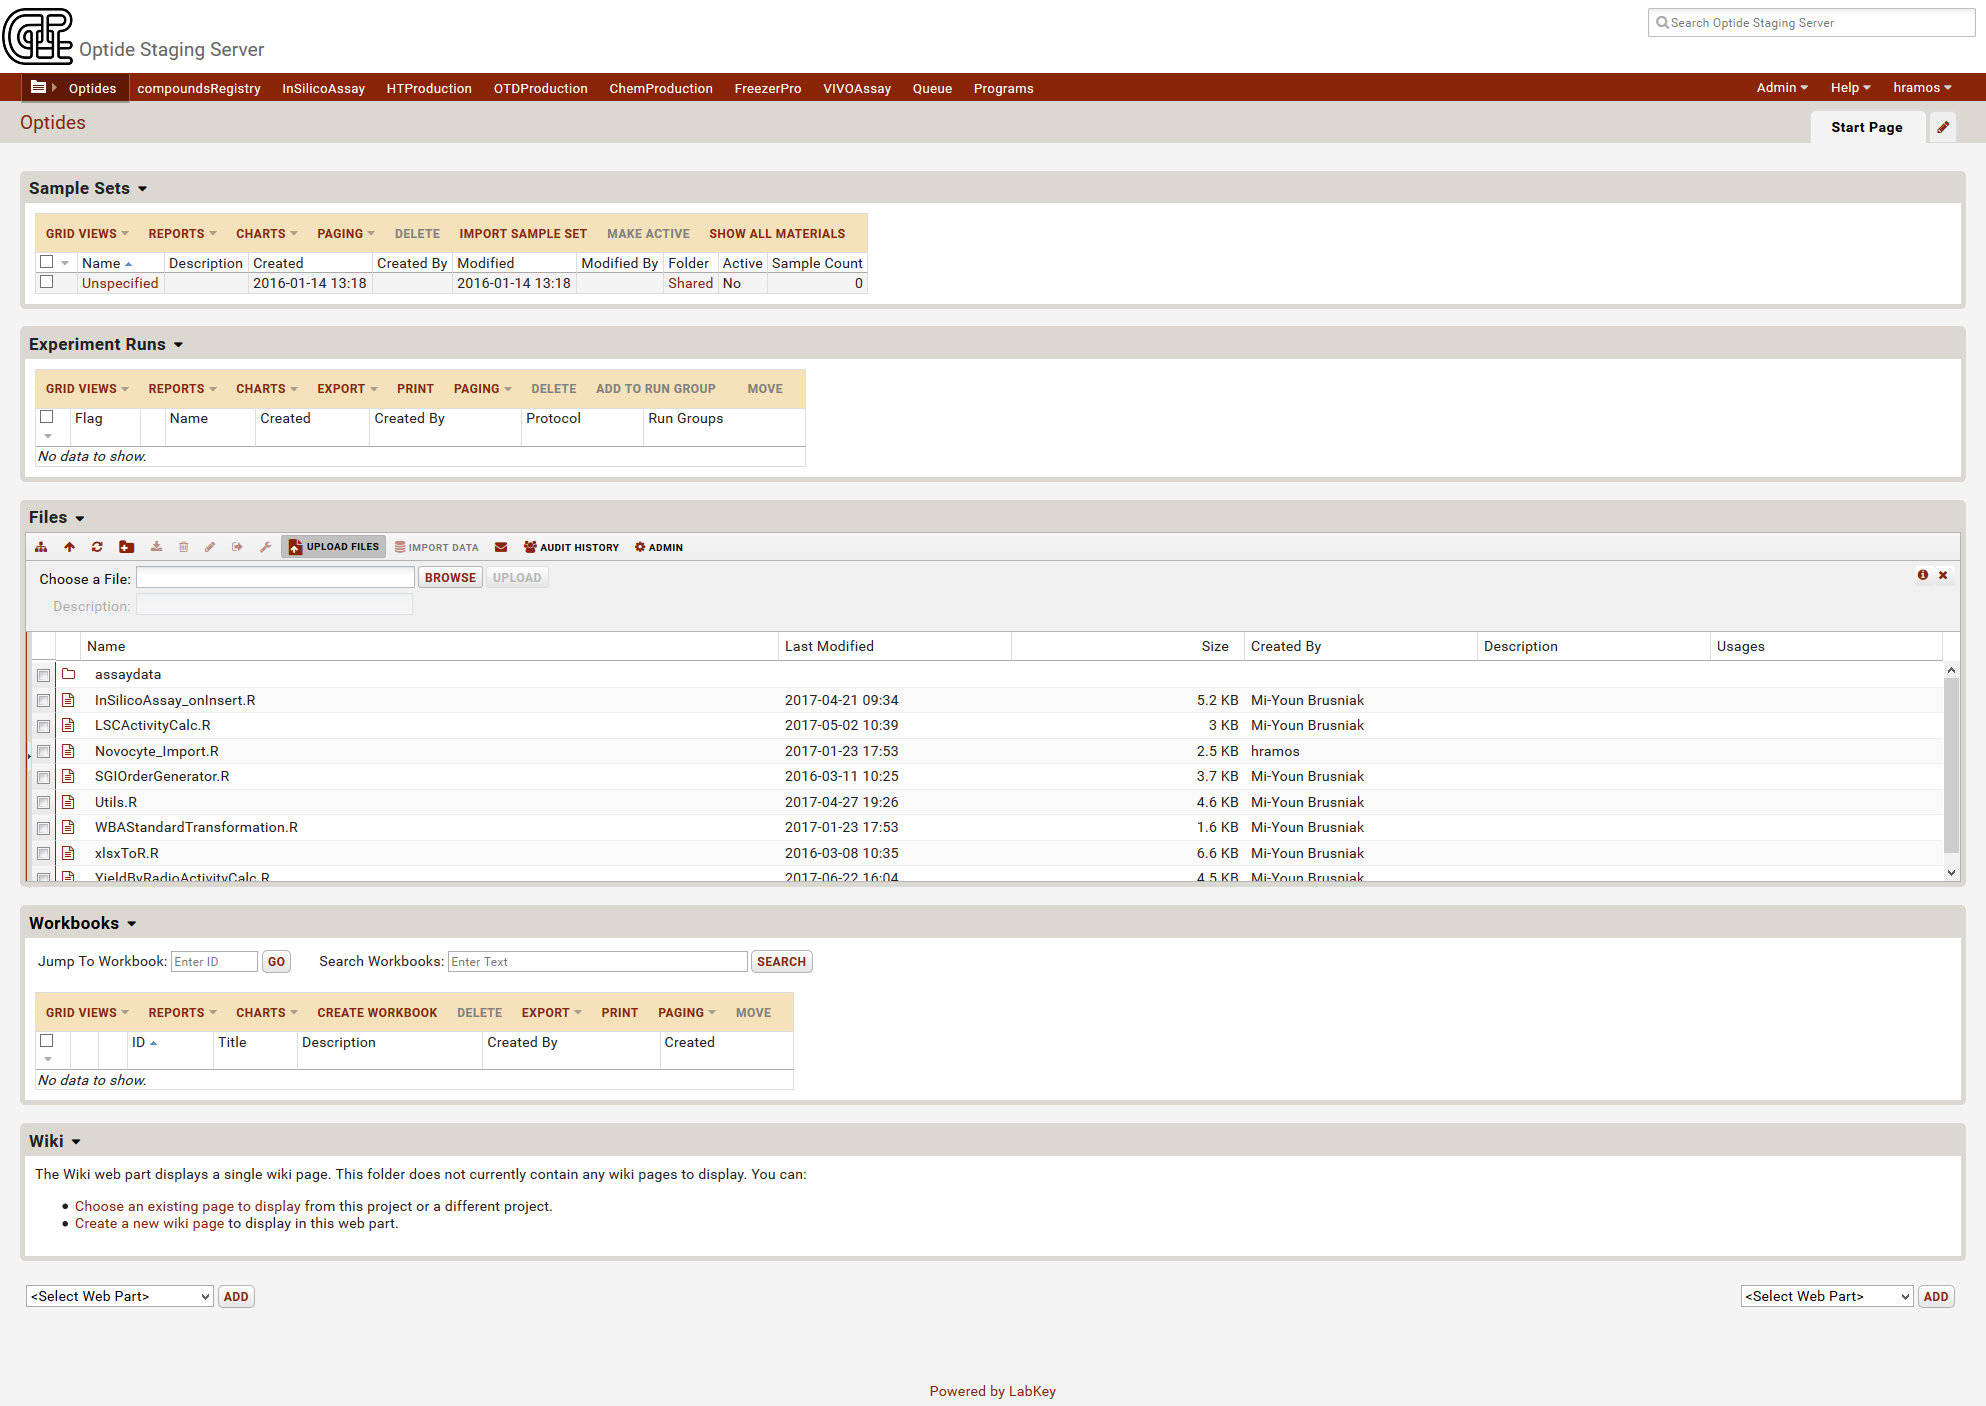 Optide Staging Server
Search Optide Staging Server
Optides compoundsRegistry InSilicoAssay HTProduction OTDProduction ChemProduction FreezerPro VIVOAssay Queue Programs Admin Help hramos
Optides
Start Page
Sample Sets
GRID VIEWS REPORTS CHARTS PAGING DELETE IMPORT SAMPLE SET MAKE ACTIVE SHOW ALL MATERIALS
Name Description Created Created By Modified Modified By Folder Active Sample Count
Unspecified 2016-01-14 13:18 2016-01-14 13:18 Shared No 0
Experiment Runs
GRID VIEWS REPORTS CHARTS EXPORT PRINT PAGING DELETE ADD TO RUN GROUP MOVE
Flag Name Created Created By Protocol Run Groups
No data to show.
Files
UPLOAD FILES IMPORT DATA AUDIT HISTORY ADMIN
Choose a File: BROWSE UPLOAD
Description:
Name Last Modified Size Created By Description Usages
assaydata
InSilicoAssay_onInsert.R 2017-04-21 09:34 5.2 KB Mi-Youn Brusniak
LSCActivityCalc.R 2017-05-02 10:39 3 KB Mi-Youn Brusniak
Novocyte_Import.R 2017-01-23 17:53 2.5 KB hramos
SGIOrderGenerator.R 2016-03-11 10:25 3.7 KB Mi-Youn Brusniak
Utils.R 2017-04-27 19:26 4.6 KB Mi-Youn Brusniak
WBAStandardTransformation.R 2017-01-23 17:53 1.6 KB Mi-Youn Brusniak
xlsxToR.R 2016-03-08 10:35 6.6 KB Mi-Youn Brusniak
YieldByRadioActivityCalc.R 2017-06-22 16:04 4.5 KB Mi-Youn Brusniak
Workbooks
Jump To Workbook: Enter ID GO Search Workbooks: Enter Text SEARCH
GRID VIEWS REPORTS CHARTS CREATE WORKBOOK DELETE EXPORT PRINT PAGING MOVE
ID Title Description Created By Created
No data to show.
Wiki
The Wiki web part displays a single wiki page. This folder does not currently contain any wiki pages to display. You can:
• Choose an existing page to display from this project or a different project.
• Create a new wiki page to display in this web part.
<Select Web Part> ADD <Select Web Part> ADD
Powered by LabKey